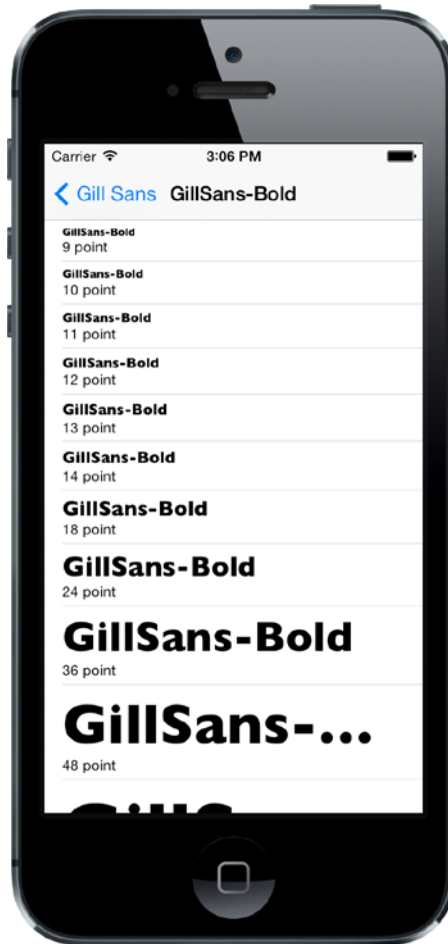 Carrier 3:06 PM
Gill Sans GillSans-Bold
GillSans-Bold
9 point
GillSans-Bold
10 point
GillSans-Bold
11 point
GillSans-Bold
12 point
GillSans-Bold
13 point
GillSans-Bold
14 point
GillSans-Bold
18 point
GillSans-Bold
24 point
GillSans-Bold
36 point
GillSans-...
48 point